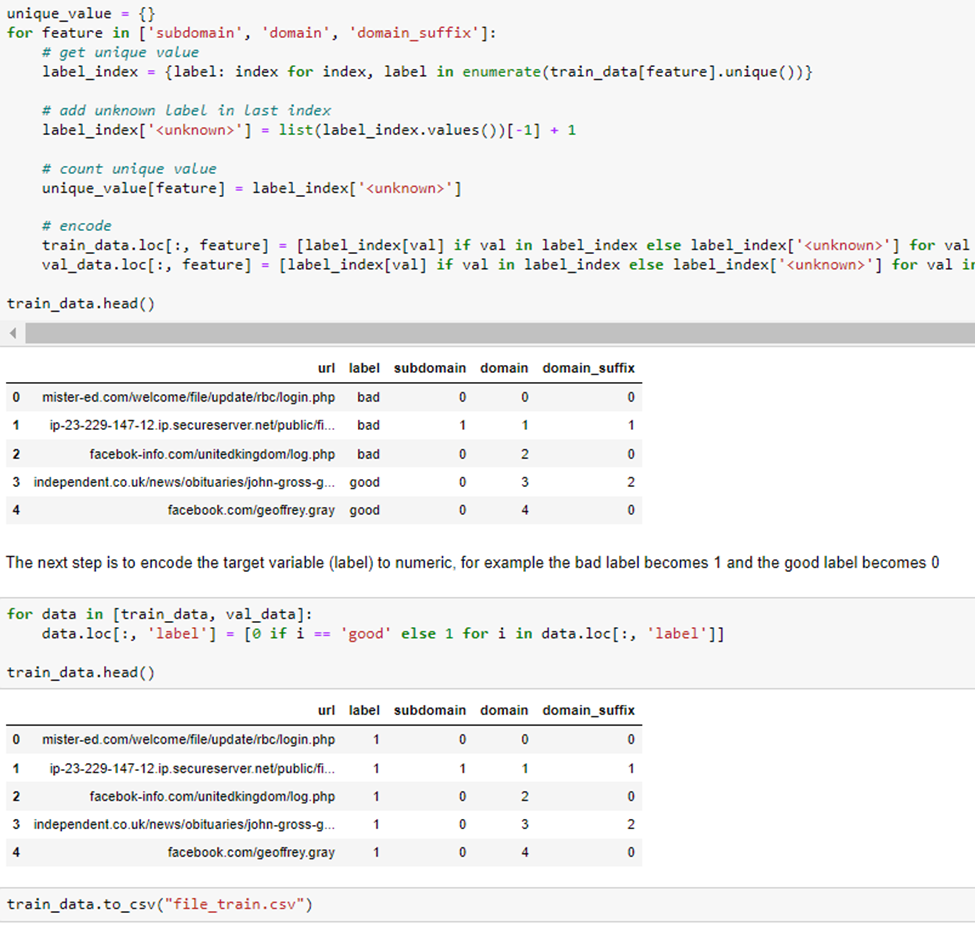 unique_value = {}
for feature in ['subdomain', 'domain', 'domain_suffix']:
    # get unique value
    label_index = {label: index for index, label in enumerate(train_data[feature].unique())}

    # add unknown label in last index
    label_index['<unknown>'] = list(label_index.values())[-1] + 1

    # count unique value
    unique_value[feature] = label_index['<unknown>']

    # encode
    train_data.loc[:, feature] = [label_index[val] if val in label_index else label_index['<unknown>'] for val
    val_data.loc[:, feature] = [label_index[val] if val in label_index else label_index['<unknown>'] for val in

train_data.head()
url label subdomain domain domain_suffix
0 mister-ed.com/welcome/file/update/rbc/login.php bad 0 0 0
1 ip-23-229-147-12.ip.secureserver.net/public/fi... bad 1 1 1
2 facebok-info.com/unitedkingdom/log.php bad 0 2 0
3 independent.co.uk/news/obituaries/john-gross-g... good 0 3 2
4 facebook.com/geoffrey.gray good 0 4 0
The next step is to encode the target variable (label) to numeric, for example the bad label becomes 1 and the good label becomes 0
for data in [train_data, val_data]:
    data.loc[:, 'label'] = [0 if i == 'good' else 1 for i in data.loc[:, 'label']]

train_data.head()
url label subdomain domain domain_suffix
0 mister-ed.com/welcome/file/update/rbc/login.php 1 0 0 0
1 ip-23-229-147-12.ip.secureserver.net/public/fi... 1 1 1 1
2 facebok-info.com/unitedkingdom/log.php 1 0 2 0
3 independent.co.uk/news/obituaries/john-gross-g... 1 0 3 2
4 facebook.com/geoffrey.gray 1 0 4 0
train_data.to_csv("file_train.csv")